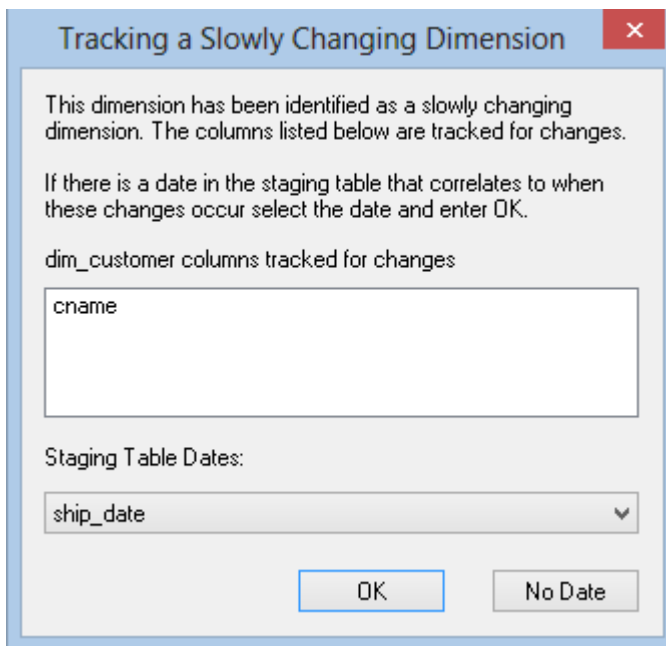 Tracking a Slowly Changing Dimension
This dimension has been identified as a slowly changing
dimension. The columns listed below are tracked for changes.
If there is a date in the staging table that correlates to when
these changes occur select the date and enter OK.
dim_customer columns tracked for changes
cname
Staging Table Dates:
ship_date
OK No Date